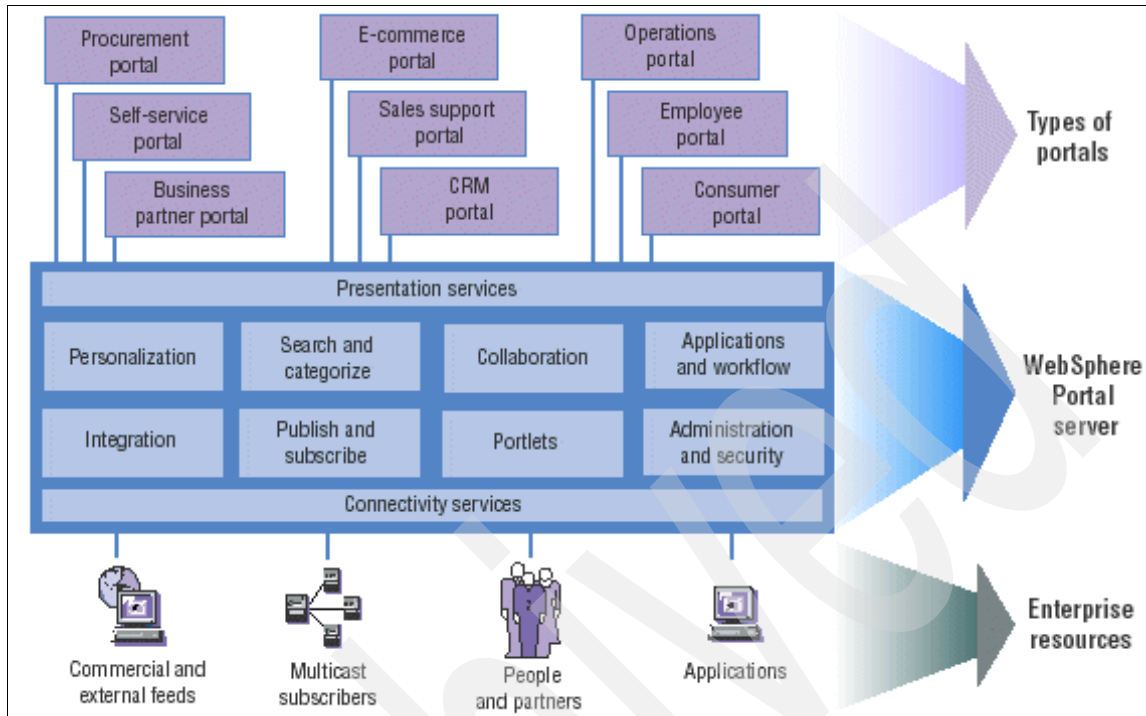 Procurement
portal
E-commerce
portal
Operations
portal
Self-service
portal
Sales support
portal
Employee
portal
Business
partner portal
CRM
portal
Consumer
portal
Types of
portals
Presentation services
Personalization
Search and
categorize
Collaboration
Applications
and workflow
Integration
Publish and
subscribe
Portlets
Administration
and security
Connectivity services
WebSphere
Portal
server
Commercial and
external feeds
Multicast
subscribers
People
and partners
Applications
Enterprise
resources